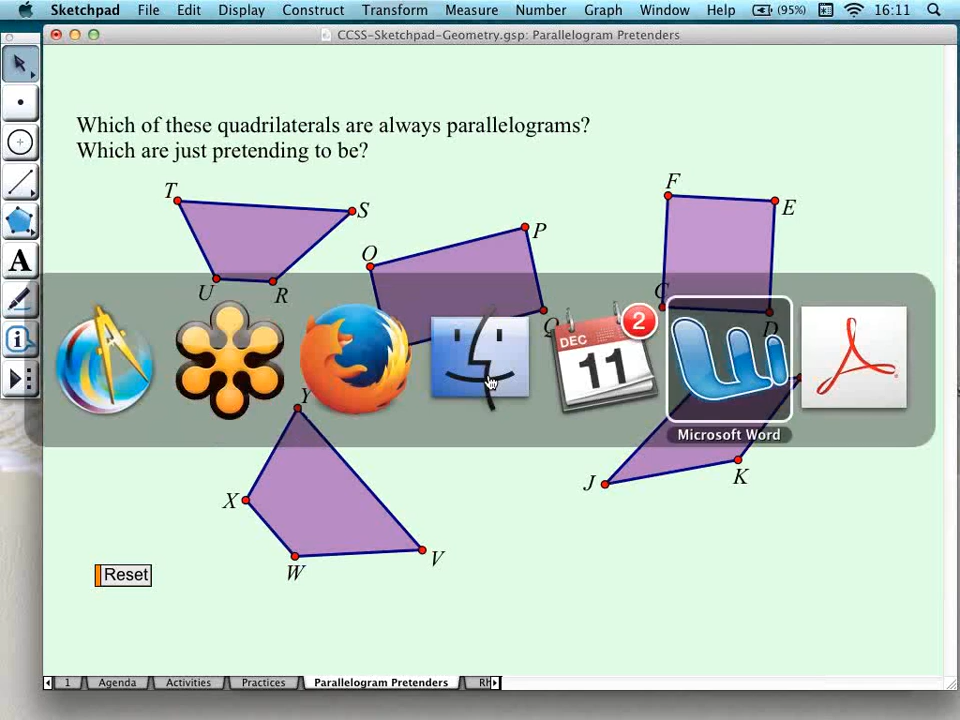 Sketchpad File Edit Display Construct Transform Measure Number Graph Window Help (95%) 16:11
CCSS-Sketchpad-Geometry.gsp: Parallelogram Pretenders
Which of these quadrilaterals are always parallelograms?
Which are just pretending to be?
T
S
F
E
P
O
U
R
C
Q
D
A
DEC
11
2
Microsoft Word
Y
J
K
X
V
W
Reset
1 Agenda Activities Practices Parallelogram Pretenders Rh